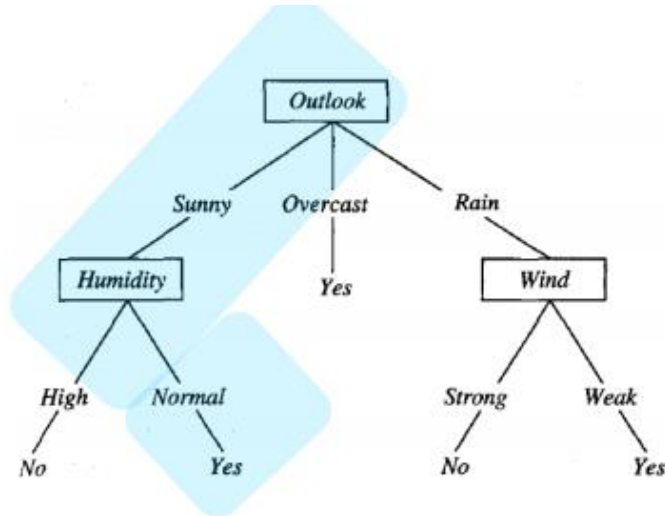 Outlook
Sunny Overcast Rain
Humidity Yes Wind
High Normal Strong Weak
No Yes No Yes